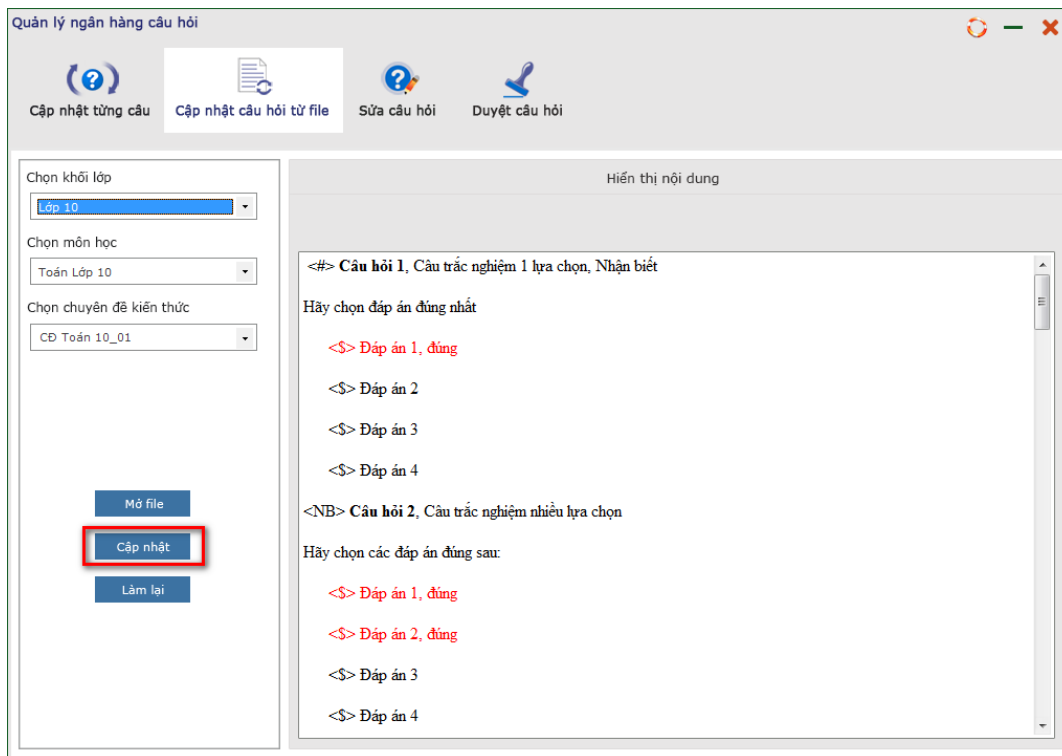 Quản lý ngân hàng câu hỏi
Cập nhật từng câu
Cập nhật câu hỏi từ file
Sửa câu hỏi
Duyệt câu hỏi
Chọn khối lớp
Lớp 10
Chọn môn học
Toán Lớp 10
Chọn chuyên đề kiến thức
CĐ Toán 10_01
Mở file
Cập nhật
Làm lại
Hiển thị nội dung
<#> Câu hỏi 1, Câu trắc nghiệm 1 lựa chọn, Nhận biết
Hãy chọn đáp án đúng nhất
<$> Đáp án 1, đúng
<$> Đáp án 2
<$> Đáp án 3
<$> Đáp án 4
<NB> Câu hỏi 2, Câu trắc nghiệm nhiều lựa chọn
Hãy chọn các đáp án đúng sau:
<$> Đáp án 1, đúng
<$> Đáp án 2, đúng
<$> Đáp án 3
<$> Đáp án 4